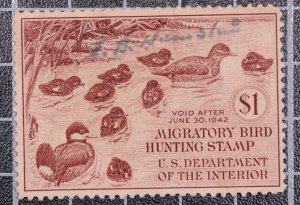 VOID AFTER
JUNE 30, 1942
$1
MIGRATORY BIRD
HUNTING STAMP
U.S. DEPARTMENT
OF THE INTERIOR